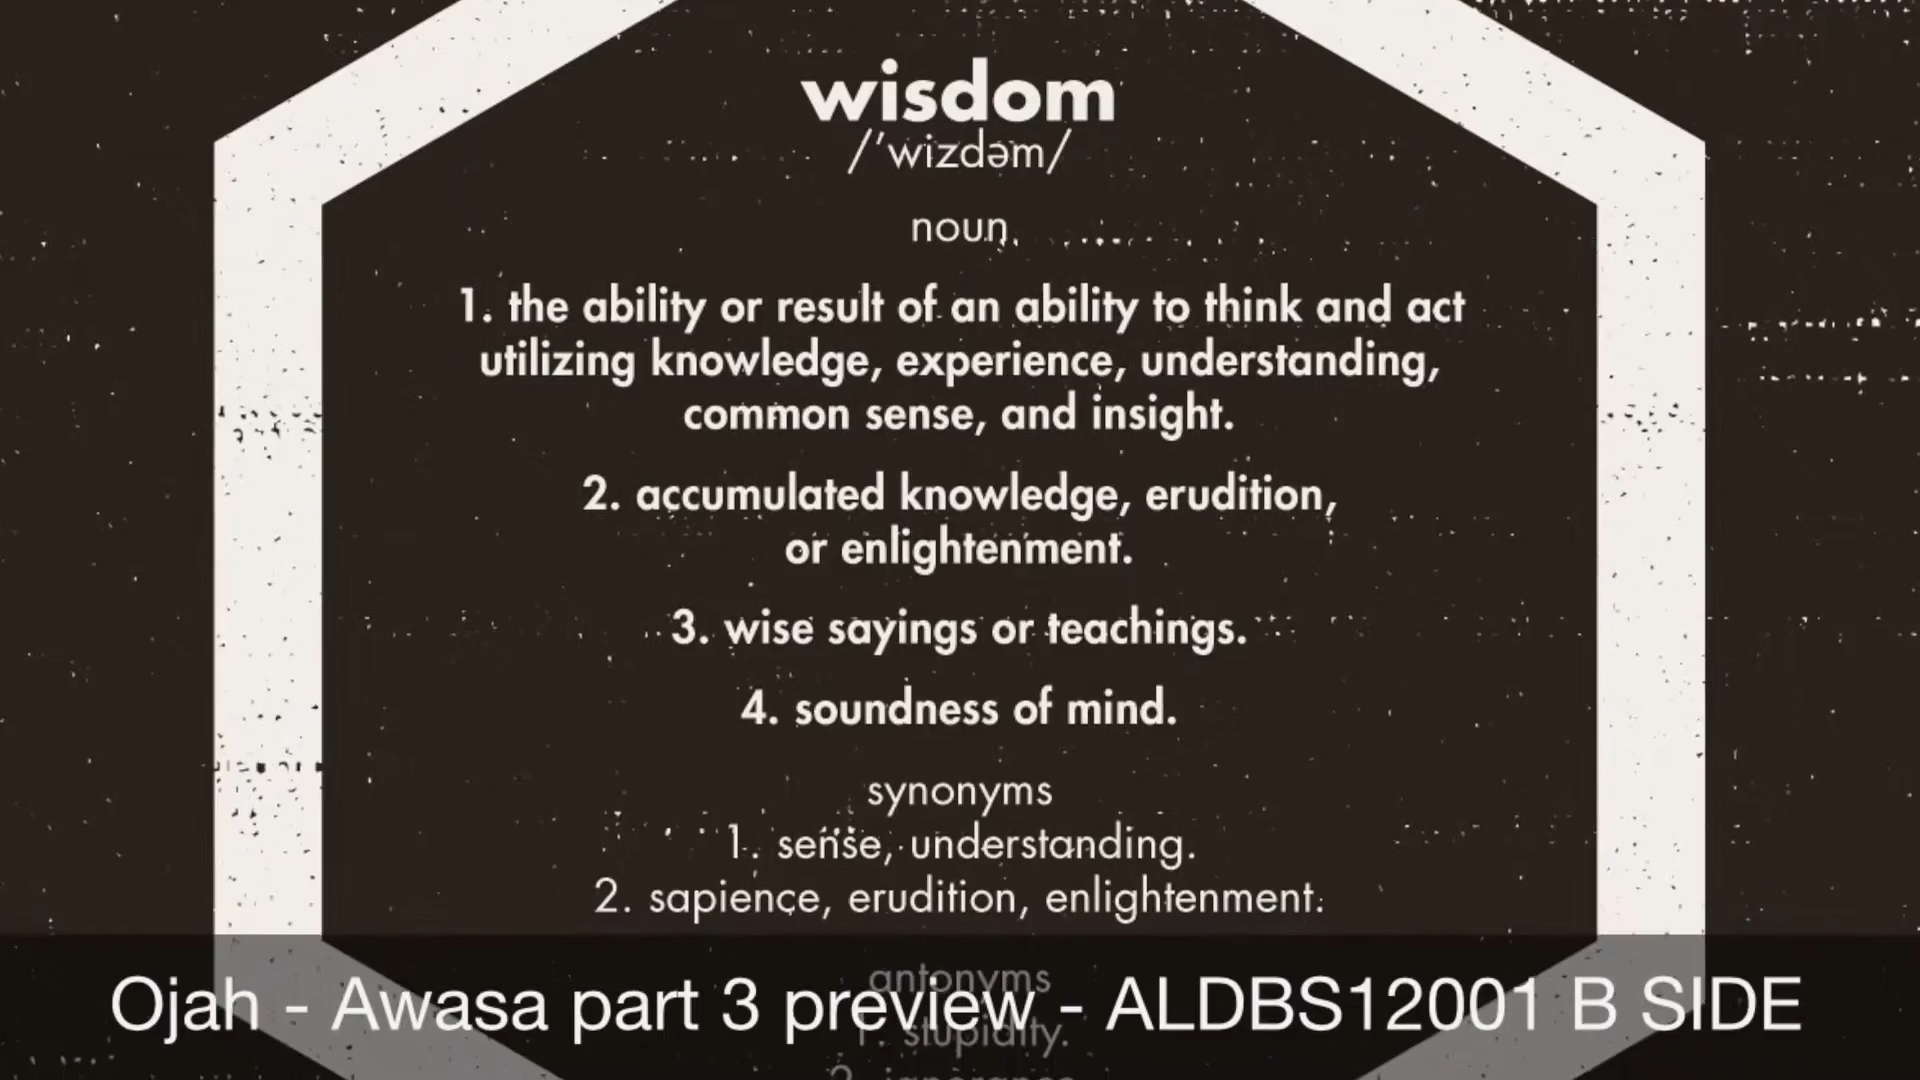 wisdom
/'wizdəm/
noun
1. the ability or result of an ability to think and act
utilizing knowledge, experience, understanding,
common sense, and insight.
2. accumulated knowledge, erudition,
or enlightenment.
3. wise sayings or teachings.
4. soundness of mind.
synonyms
1. sense, understanding.
2. sapience, erudition, enlightenment.
antonyms
Ojah - Awasa part 3 preview - ALDBS12001 B SIDE
1. stupidity.